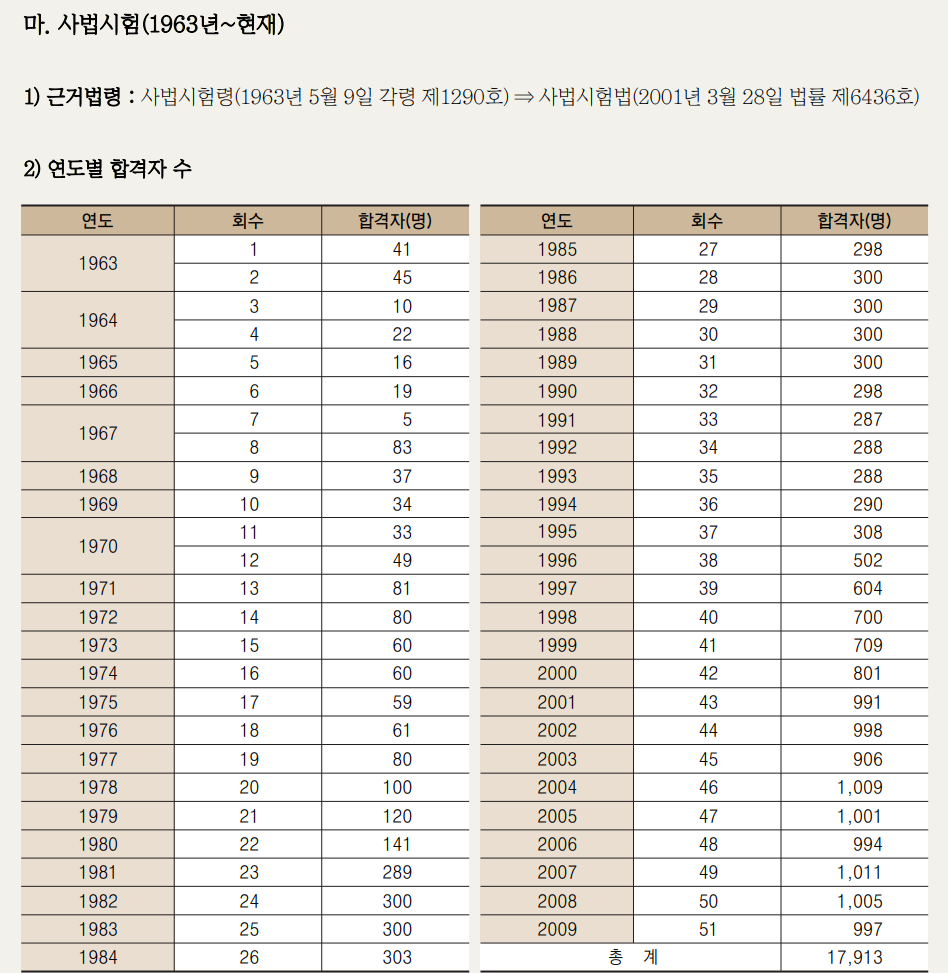 마. 사법시험(1963년~현재)
1) 근거법령 : 사법시험령(1963년 5월 9일 각령 제1290호) ⇒ 사법시험법(2001년 3월 28일 법률 제6436호)
2) 연도별 합격자 수
연도 회수 합격자(명)
1963 1 41
2 45
1964 3 10
4 22
1965 5 16
1966 6 19
1967 7 5
8 83
1968 9 37
1969 10 34
1970 11 33
12 49
1971 13 81
1972 14 80
1973 15 60
1974 16 60
1975 17 59
1976 18 61
1977 19 80
1978 20 100
1979 21 120
1980 22 141
1981 23 289
1982 24 300
1983 25 300
1984 26 303
연도 회수 합격자(명)
1985 27 298
1986 28 300
1987 29 300
1988 30 300
1989 31 300
1990 32 298
1991 33 287
1992 34 288
1993 35 288
1994 36 290
1995 37 308
1996 38 502
1997 39 604
1998 40 700
1999 41 709
2000 42 801
2001 43 991
2002 44 998
2003 45 906
2004 46 1,009
2005 47 1,001
2006 48 994
2007 49 1,011
2008 50 1,005
2009 51 997
총 계 17,913